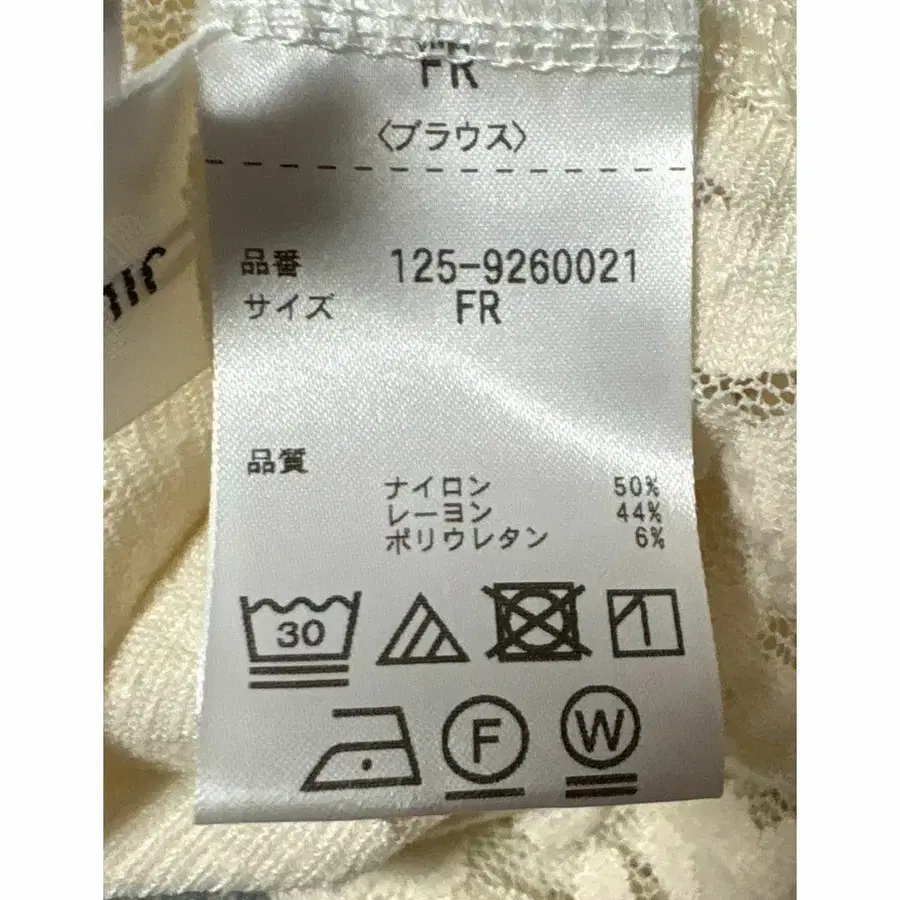 FR
〈ブラウス〉
品番 125-9260021
サイズ FR
品質
ナイロン 50%
レーヨン 44%
ポリウレタン 6%
30
F W